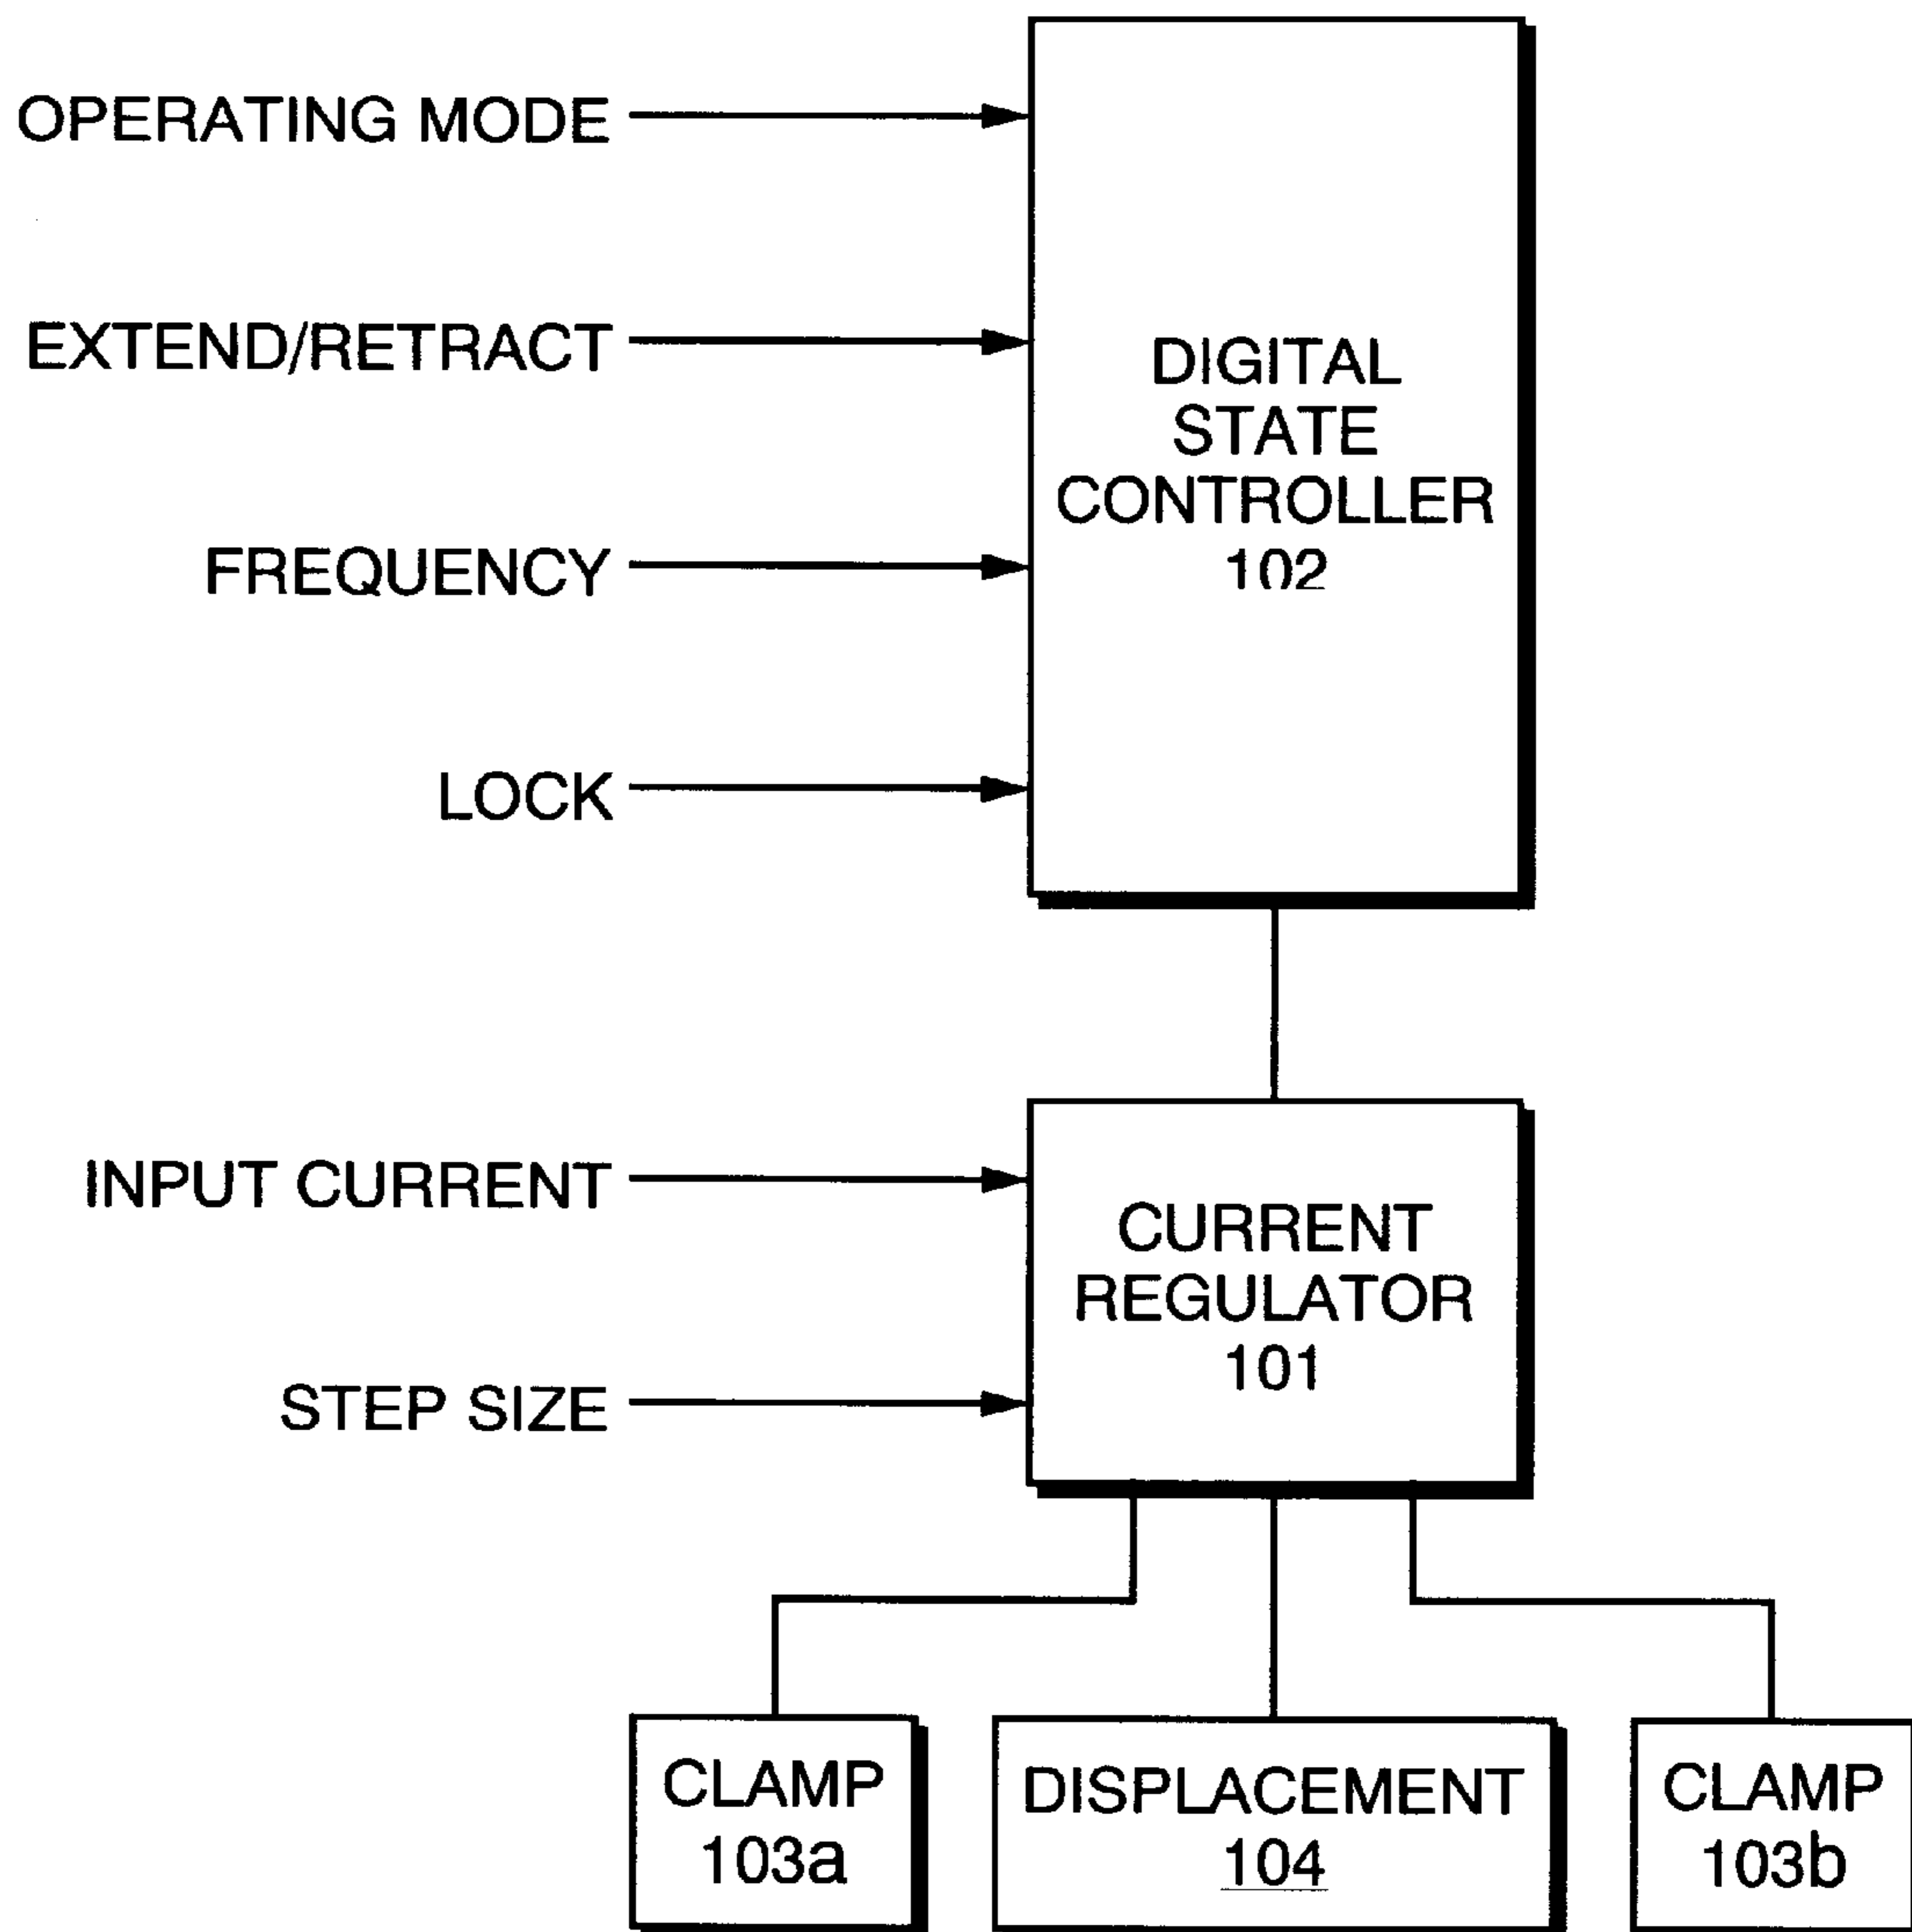 OPERATING MODE
EXTEND/RETRACT
FREQUENCY
LOCK
DIGITAL
STATE
CONTROLLER
102
INPUT CURRENT
STEP SIZE
CURRENT
REGULATOR
101
CLAMP
103a
DISPLACEMENT
104
CLAMP
103b